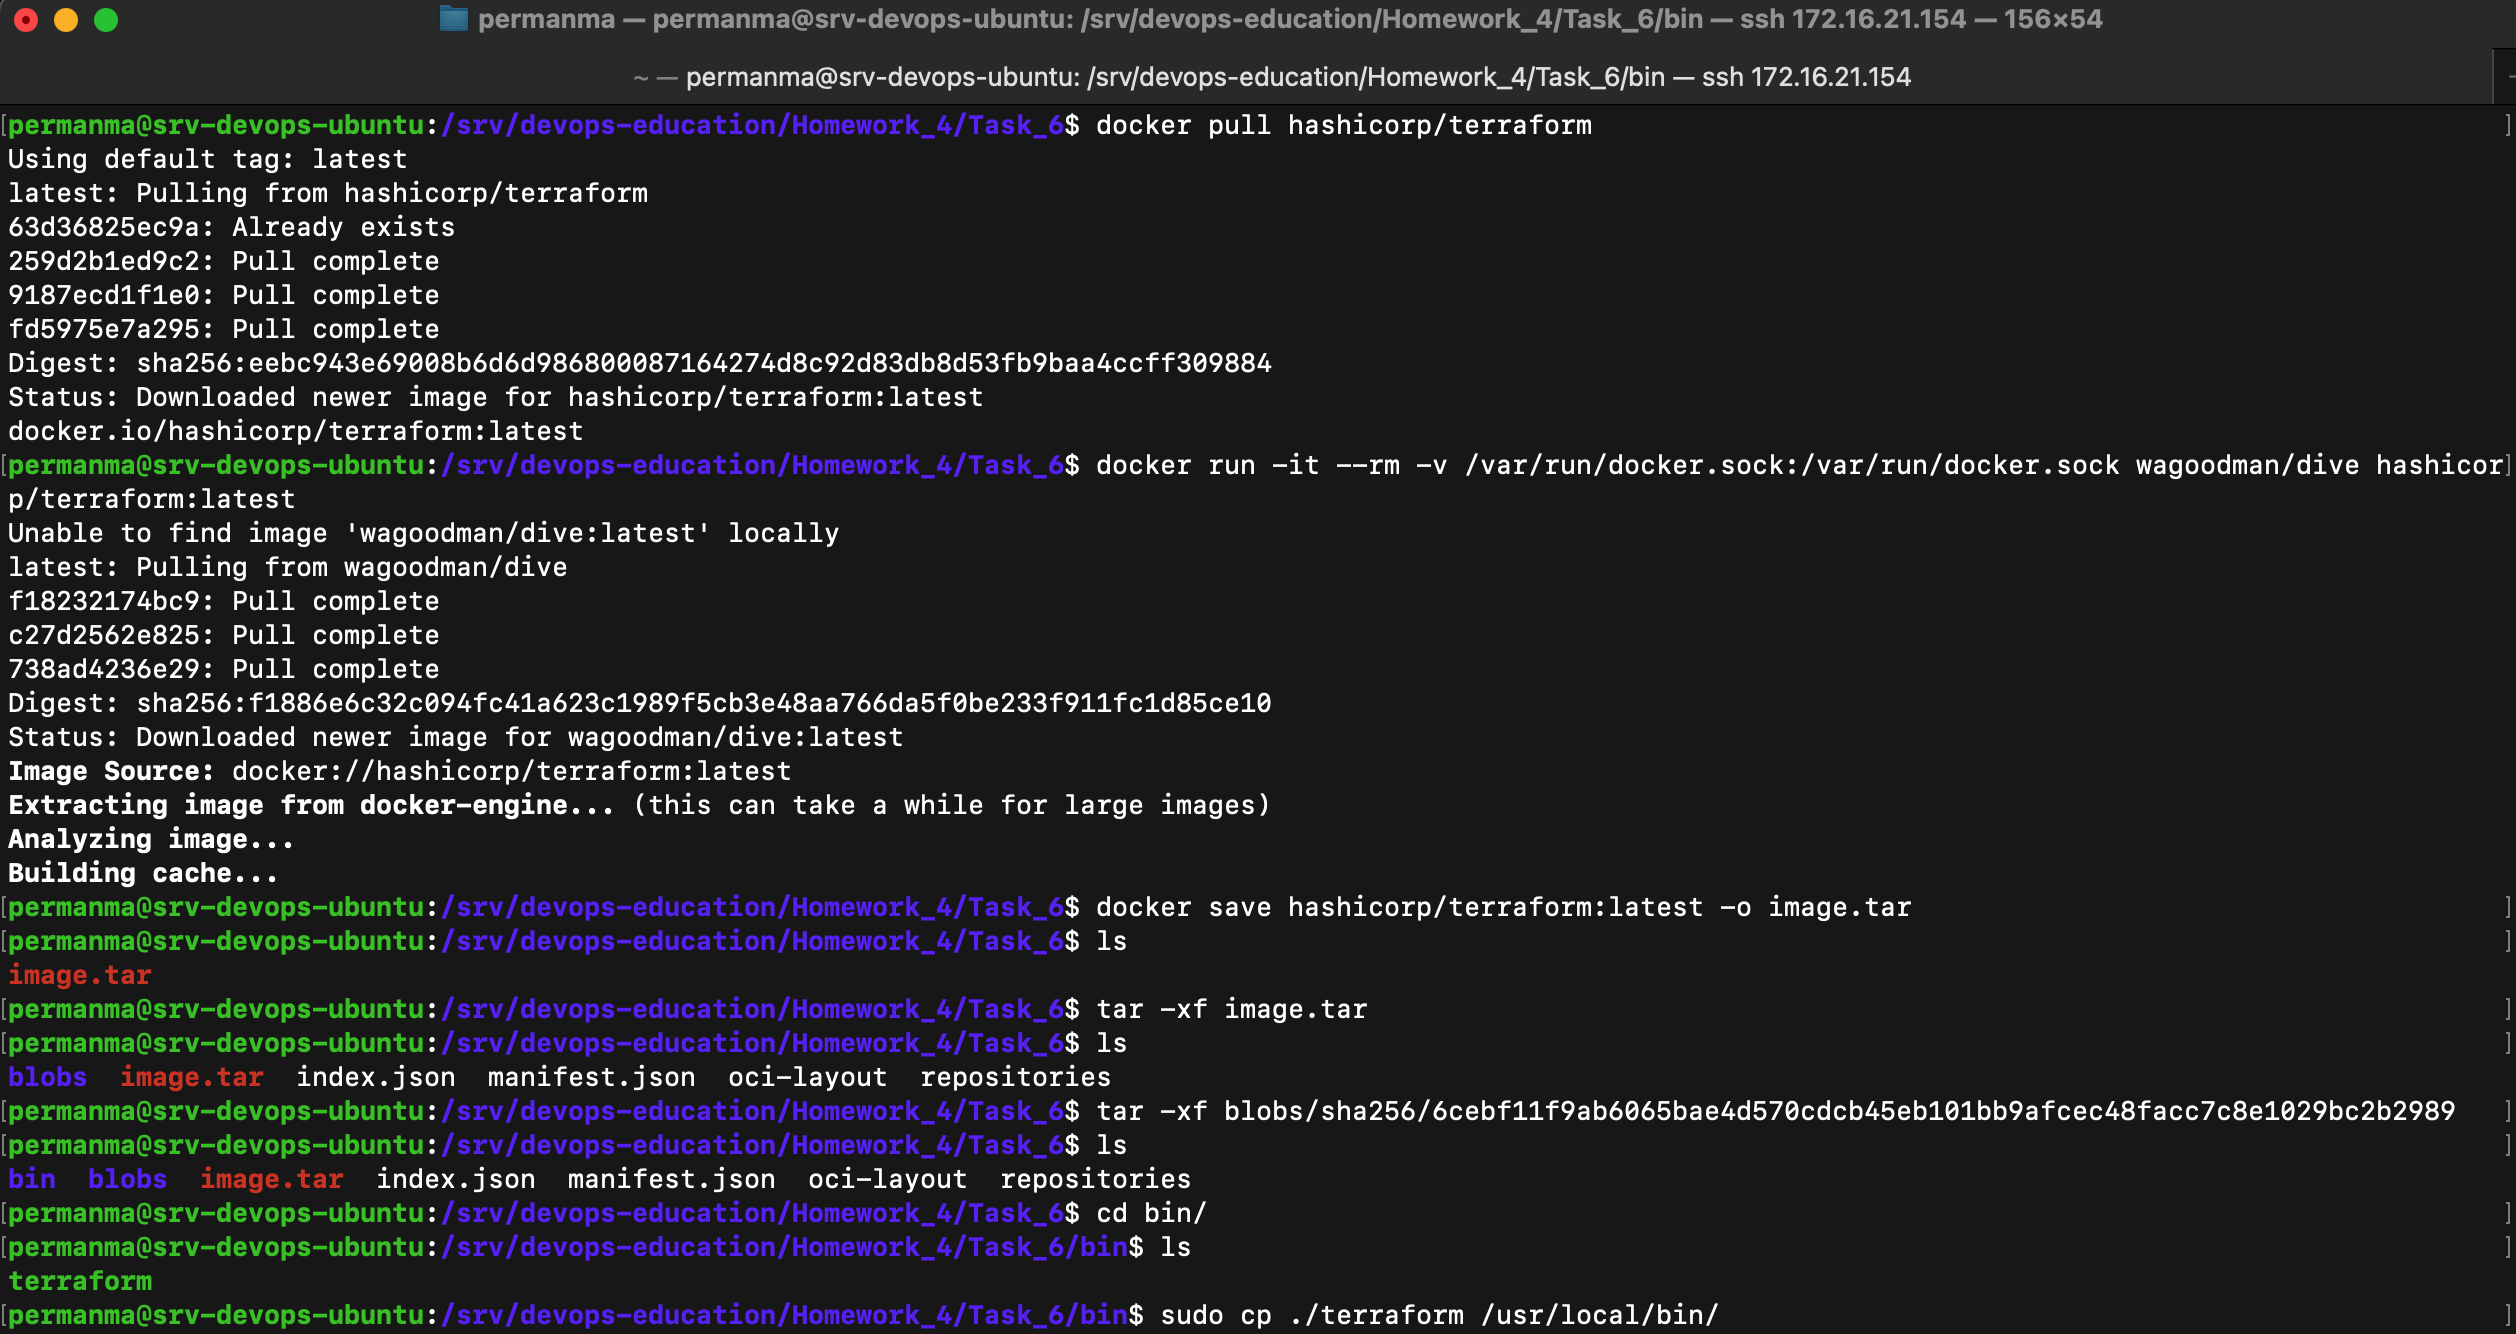 permanma — permanma@srv-devops-ubuntu: /srv/devops-education/Homework_4/Task_6/bin — ssh 172.16.21.154 — 156×54
~ — permanma@srv-devops-ubuntu: /srv/devops-education/Homework_4/Task_6/bin — ssh 172.16.21.154
[permanma@srv-devops-ubuntu:/srv/devops-education/Homework_4/Task_6$ docker pull hashicorp/terraform ]
Using default tag: latest
latest: Pulling from hashicorp/terraform
63d36825ec9a: Already exists
259d2b1ed9c2: Pull complete
9187ecd1f1e0: Pull complete
fd5975e7a295: Pull complete
Digest: sha256:eebc943e69008b6d6d986800087164274d8c92d83db8d53fb9baa4ccff309884
Status: Downloaded newer image for hashicorp/terraform:latest
docker.io/hashicorp/terraform:latest
[permanma@srv-devops-ubuntu:/srv/devops-education/Homework_4/Task_6$ docker run -it --rm -v /var/run/docker.sock:/var/run/docker.sock wagoodman/dive hashicor]
p/terraform:latest
Unable to find image 'wagoodman/dive:latest' locally
latest: Pulling from wagoodman/dive
f18232174bc9: Pull complete
c27d2562e825: Pull complete
738ad4236e29: Pull complete
Digest: sha256:f1886e6c32c094fc41a623c1989f5cb3e48aa766da5f0be233f911fc1d85ce10
Status: Downloaded newer image for wagoodman/dive:latest
Image Source: docker://hashicorp/terraform:latest
Extracting image from docker-engine... (this can take a while for large images)
Analyzing image...
Building cache...
[permanma@srv-devops-ubuntu:/srv/devops-education/Homework_4/Task_6$ docker save hashicorp/terraform:latest -o image.tar ]
[permanma@srv-devops-ubuntu:/srv/devops-education/Homework_4/Task_6$ ls ]
image.tar
[permanma@srv-devops-ubuntu:/srv/devops-education/Homework_4/Task_6$ tar -xf image.tar ]
[permanma@srv-devops-ubuntu:/srv/devops-education/Homework_4/Task_6$ ls ]
blobs  image.tar  index.json  manifest.json  oci-layout  repositories
[permanma@srv-devops-ubuntu:/srv/devops-education/Homework_4/Task_6$ tar -xf blobs/sha256/6cebf11f9ab6065bae4d570cdcb45eb101bb9afcec48facc7c8e1029bc2b2989 ]
[permanma@srv-devops-ubuntu:/srv/devops-education/Homework_4/Task_6$ ls ]
bin  blobs  image.tar  index.json  manifest.json  oci-layout  repositories
[permanma@srv-devops-ubuntu:/srv/devops-education/Homework_4/Task_6$ cd bin/ ]
[permanma@srv-devops-ubuntu:/srv/devops-education/Homework_4/Task_6/bin$ ls ]
terraform
[permanma@srv-devops-ubuntu:/srv/devops-education/Homework_4/Task_6/bin$ sudo cp ./terraform /usr/local/bin/ ]